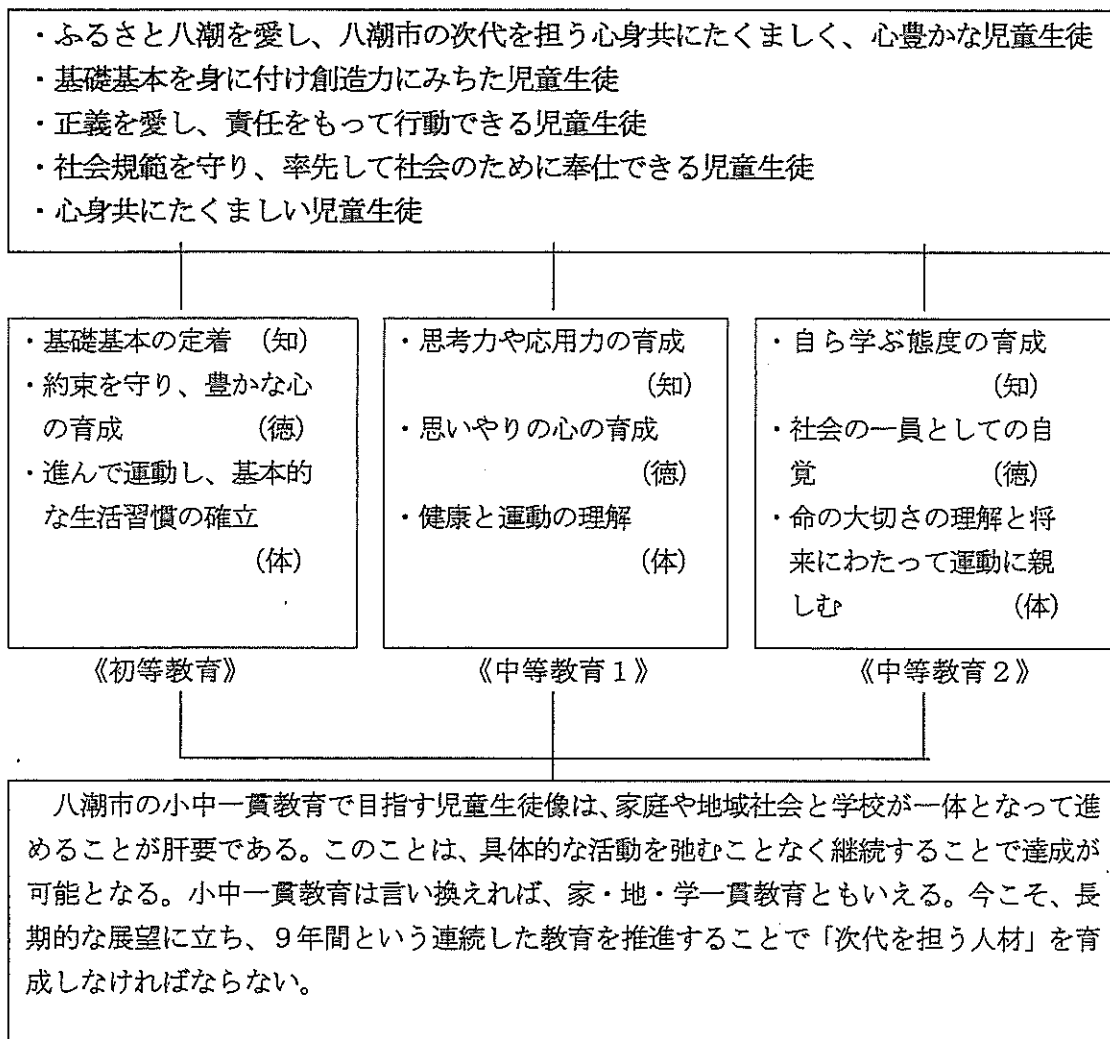 ・ふるさと八潮を愛し、八潮市の次代を担う心身共にたくましく、心豊かな児童生徒
・基礎基本を身に付け創造力にみちた児童生徒
・正義を愛し、責任をもって行動できる児童生徒
・社会規範を守り、率先して社会のために奉仕できる児童生徒
・心身共にたくましい児童生徒
・基礎基本の定着 (知)
・約束を守り、豊かな心
の育成 (徳)
・進んで運動し、基本的
な生活習慣の確立
(体)
《初等教育》
・思考力や応用力の育成
(知)
・思いやりの心の育成
(徳)
・健康と運動の理解
(体)
《中等教育1》
・自ら学ぶ態度の育成
(知)
・社会の一員としての自
覚 (徳)
・命の大切さの理解と将
来にわたって運動に親
しむ (体)
《中等教育2》
八潮市の小中一貫教育で目指す児童生徒像は、家庭や地域社会と学校が一体となって進
めることが肝要である。このことは、具体的な活動を弛むことなく継続することで達成が
可能となる。小中一貫教育は言い換えれば、家・地・学一貫教育ともいえる。今こそ、長
期的な展望に立ち、9年間という連続した教育を推進することで「次代を担う人材」を育
成しなければならない。